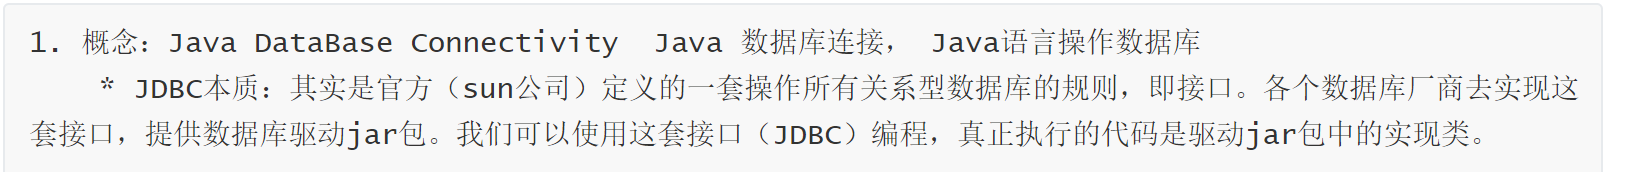 1. 概念：Java DataBase Connectivity  Java 数据库连接， Java语言操作数据库
    * JDBC本质：其实是官方（sun公司）定义的一套操作所有关系型数据库的规则，即接口。各个数据库厂商去实现这
套接口，提供数据库驱动jar包。我们可以使用这套接口（JDBC）编程，真正执行的代码是驱动jar包中的实现类。